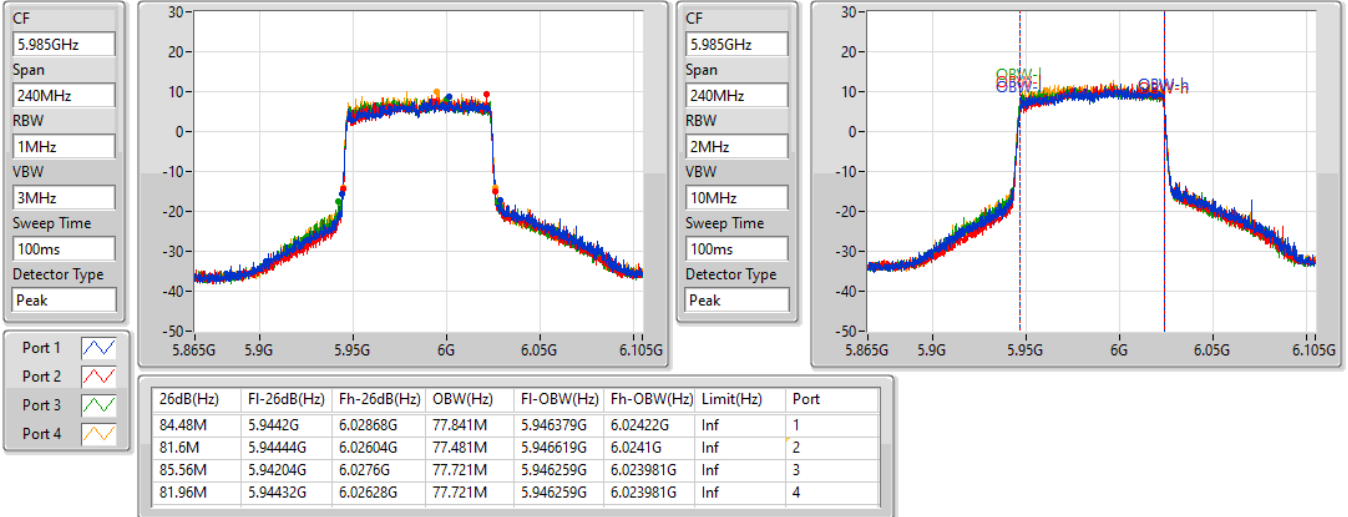 CF
5.985GHz
Span
240MHz
RBW
1MHz
VBW
3MHz
Sweep Time
100ms
Detector Type
Peak
30
20
10
0
-10
-20
-30
-40
-50
5.865G 5.9G 5.95G 6G 6.05G 6.105G
CF
5.985GHz
Span
240MHz
RBW
2MHz
VBW
10MHz
Sweep Time
100ms
Detector Type
Peak
30
20
10
0
-10
-20
-30
-40
-50
OBW-l
OBW-h
5.865G 5.9G 5.95G 6G 6.05G 6.105G
Port 1
Port 2
Port 3
Port 4
26dB(Hz) Fl-26dB(Hz) Fh-26dB(Hz) OBW(Hz) Fl-OBW(Hz) Fh-OBW(Hz) Limit(Hz) Port
84.48M 5.9442G 6.02868G 77.841M 5.946379G 6.02422G Inf 1
81.6M 5.94444G 6.02604G 77.481M 5.946619G 6.0241G Inf 2
85.56M 5.94204G 6.0276G 77.721M 5.946259G 6.023981G Inf 3
81.96M 5.94432G 6.02628G 77.721M 5.946259G 6.023981G Inf 4